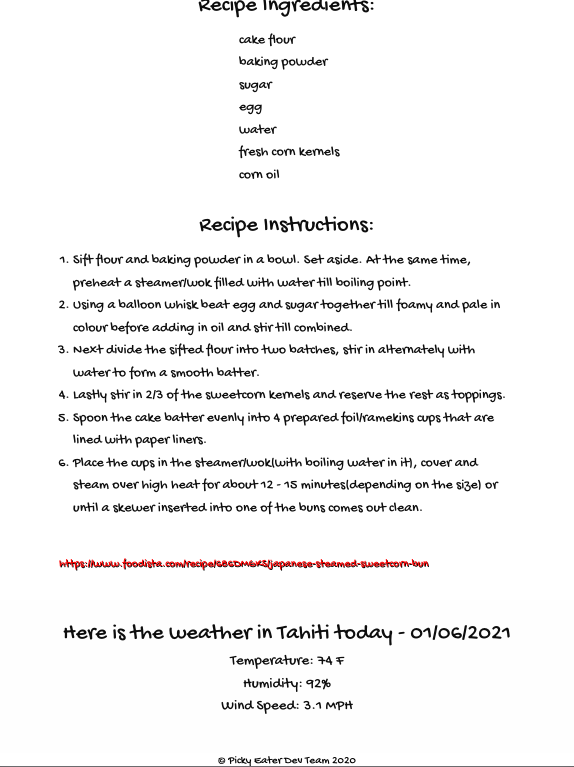 Recipe Ingredients:
cake flour
baking powder
sugar
egg
water
fresh corn kernels
corn oil
Recipe Instructions:
1. Sift flour and baking powder in a bowl. Set aside. At the same time,
preheat a steamer/wok filled with water till boiling point.
2. Using a balloon whisk beat egg and sugar together till foamy and pale in
colour before adding in oil and stir till combined.
3. Next divide the sifted flour into two batches, stir in alternately with
water to form a smooth batter.
4. Lastly stir in 2/3 of the sweetcorn kernels and reserve the rest as toppings.
5. Spoon the cake batter evenly into 4 prepared foil/ramekins cups that are
lined with paper liners.
6. Place the cups in the steamer/wok(with boiling water in it), cover and
steam over high heat for about 12 - 15 minutes(depending on the size) or
until a skewer inserted into one of the buns comes out clean.
https://www.foodista.com/recipe/ /japanese-steamed-sweetcorn-bun
Here is the weather in Tahiti today - 01/06/2021
Temperature: 74 F
Humidity: 92%
Wind Speed: 3.1 MPH
© Picky Eater Dev Team 2020